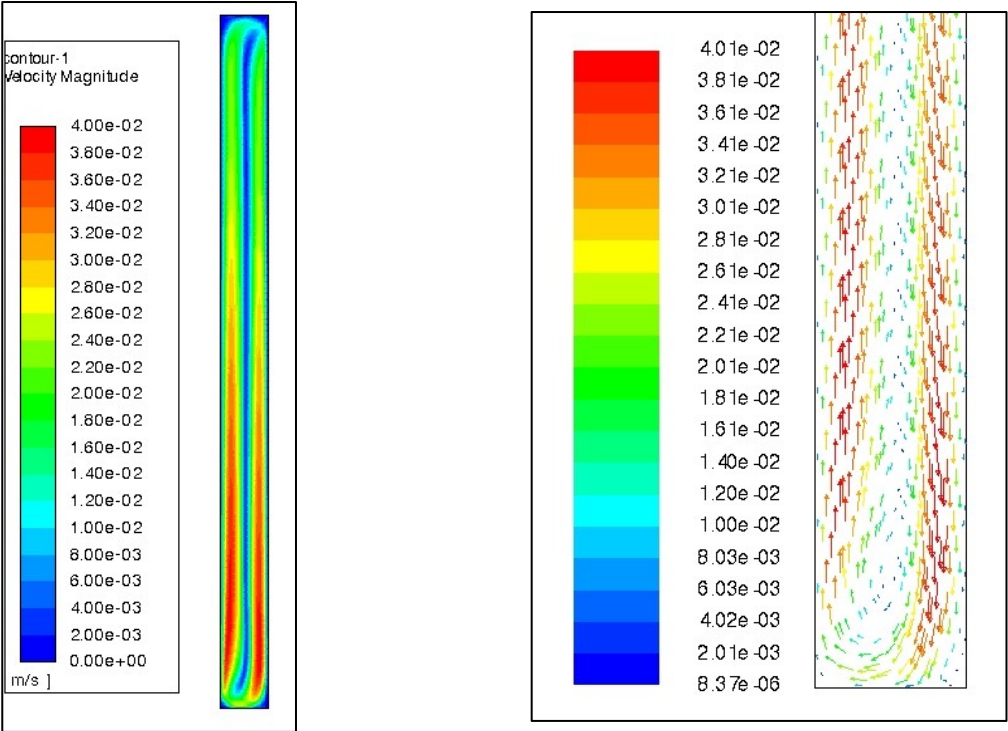 contour-1
Velocity Magnitude
4.00e-02
3.80e-02
3.60e-02
3.40e-02
3.20e-02
3.00e-02
2.80e-02
2.60e-02
2.40e-02
2.20e-02
2.00e-02
1.80e-02
1.60e-02
1.40e-02
1.20e-02
1.00e-02
8.00e-03
6.00e-03
4.00e-03
2.00e-03
0.00e+00
m/s ]
4.01e-02
3.81e-02
3.61e-02
3.41e-02
3.21e-02
3.01e-02
2.81e-02
2.61e-02
2.41e-02
2.21e-02
2.01e-02
1.81e-02
1.61e-02
1.40e-02
1.20e-02
1.00e-02
8.03e-03
6.03e-03
4.02e-03
2.01e-03
8.37e-06